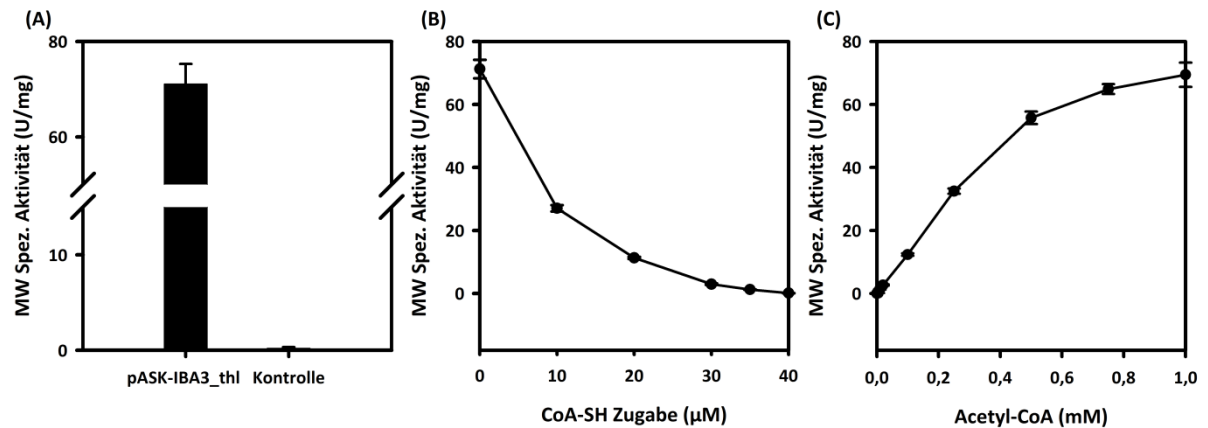 (A)
MW Spez. Aktivität (U/mg)
80
60
10
0
pASK-IBA3_thl Kontrolle
(B)
MW Spez. Aktivität (U/mg)
80
60
40
20
0
0 10 20 30 40
CoA-SH Zugabe (µM)
(C)
MW Spez. Aktivität (U/mg)
80
60
40
20
0
0,0 0,2 0,4 0,6 0,8 1,0
Acetyl-CoA (mM)